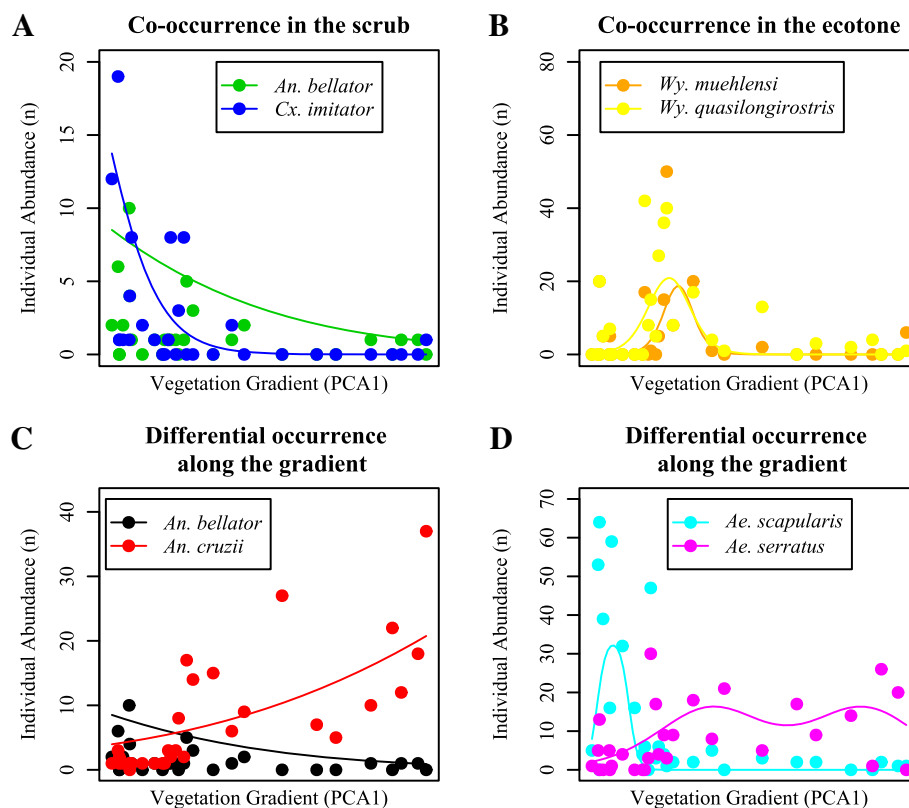 A
Co-occurrence in the scrub
Individual Abundance (n)
20
15
10
5
0
An. bellator
Cx. imitator
Vegetation Gradient (PCA1)
B
Co-occurrence in the ecotone
Individual Abundance (n)
80
60
40
20
0
Wy. muehlensi
Wy. quasilongirostris
Vegetation Gradient (PCA1)
C
Differential occurrence
along the gradient
Individual Abundance (n)
40
30
20
10
0
An. bellator
An. cruzii
Vegetation Gradient (PCA1)
D
Differential occurrence
along the gradient
Individual Abundance (n)
70
60
50
40
30
20
10
0
Ae. scapularis
Ae. serratus
Vegetation Gradient (PCA1)